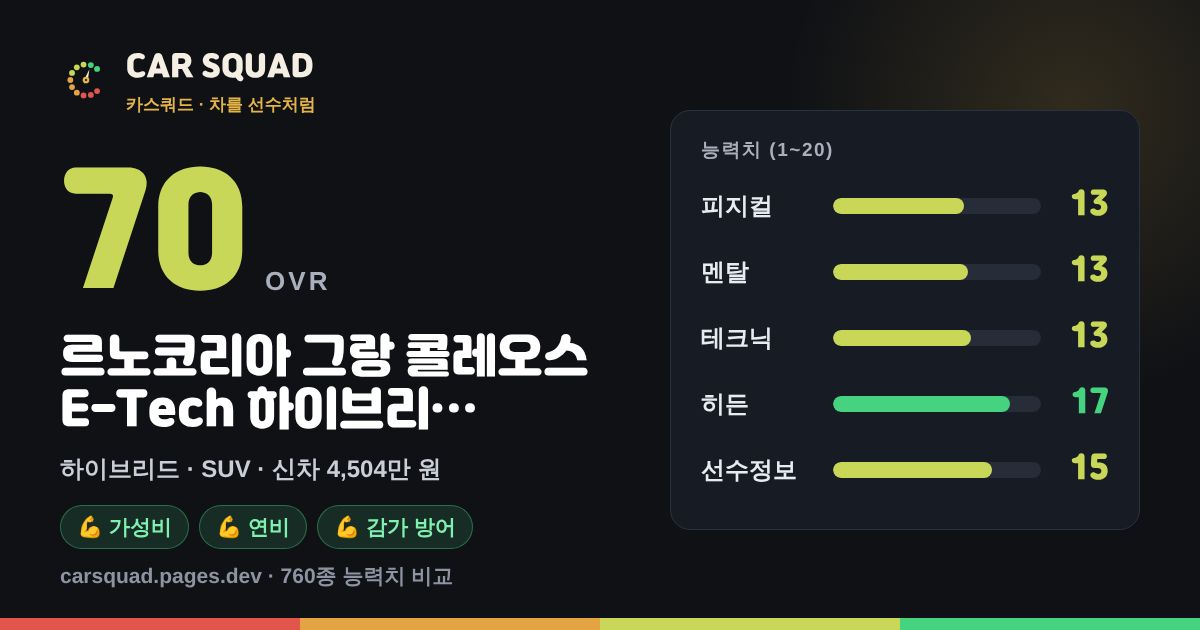 CAR SQUAD
카스쿼드 · 차를 선수처럼
70 OVR
르노코리아 그랑 콜레오스
E-Tech 하이브리…
하이브리드 · SUV · 신차 4,504만 원
💪 가성비 💪 연비 💪 감가 방어
carsquad.pages.dev · 760종 능력치 비교
능력치 (1~20)
피지컬 13
멘탈 13
테크닉 13
히든 17
선수정보 15